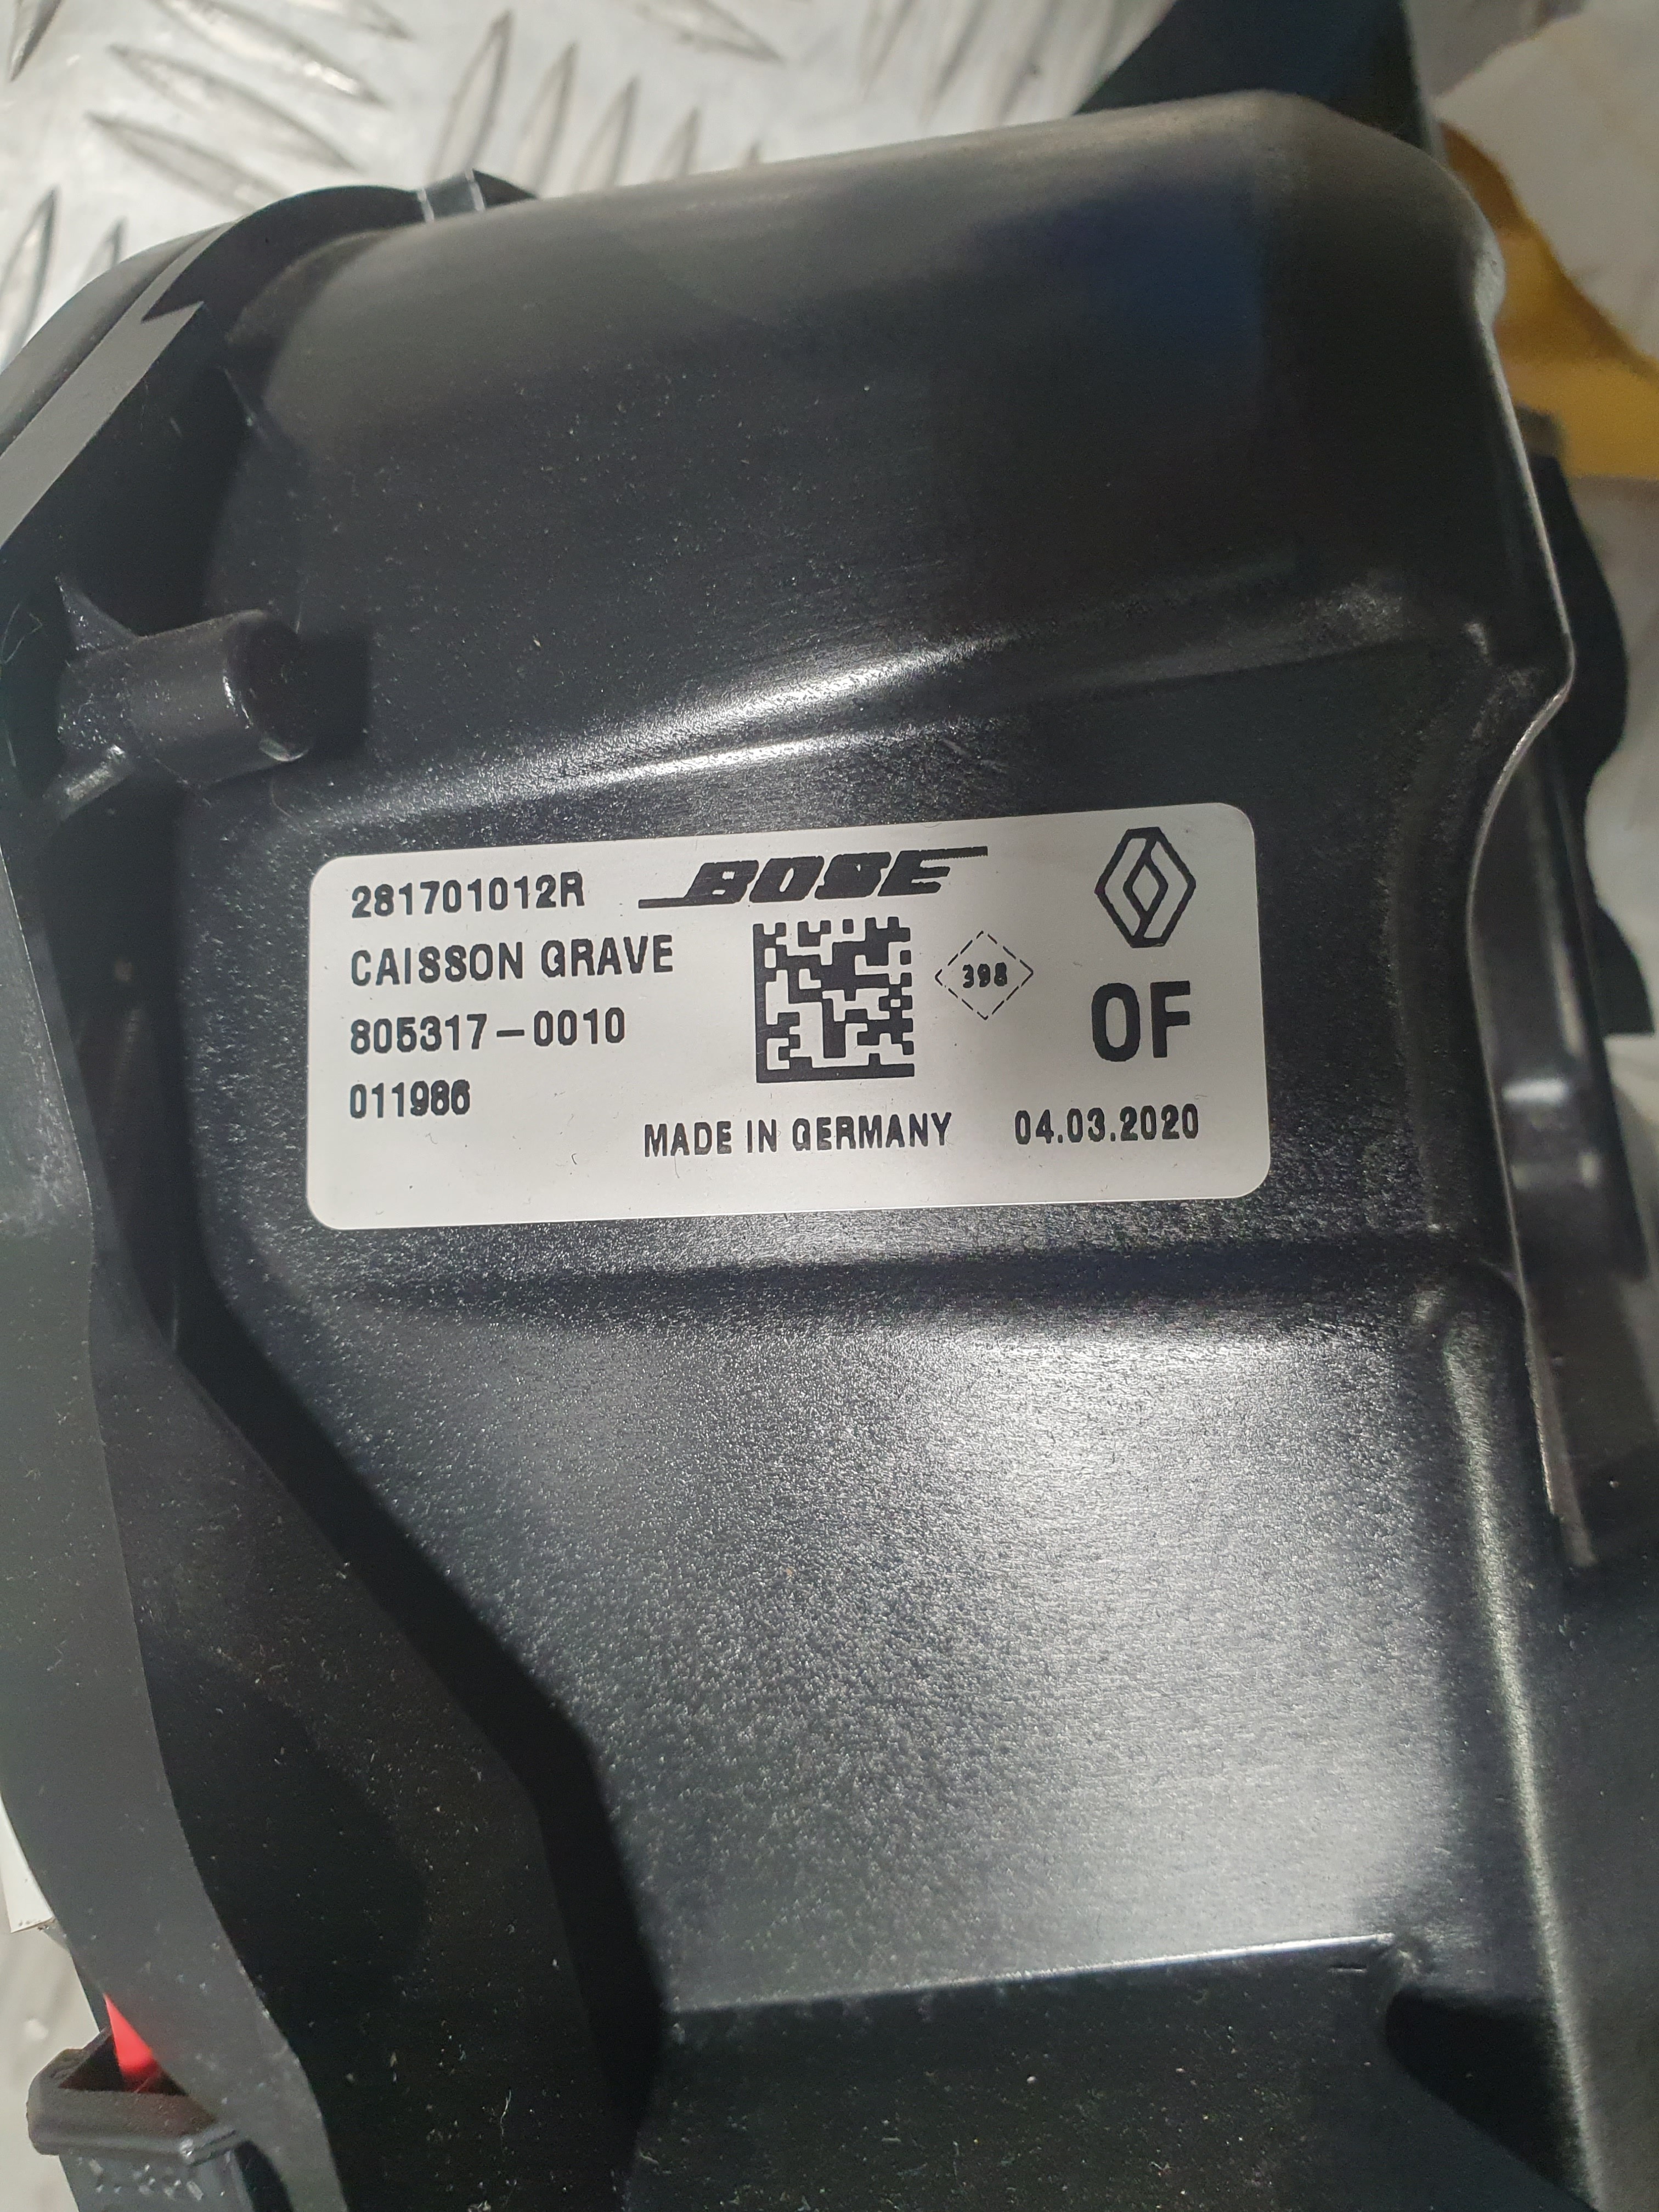 281701012R BOSE
CAISSON GRAVE
398
805317-0010
OF
011986
MADE IN GERMANY 04.03.2020